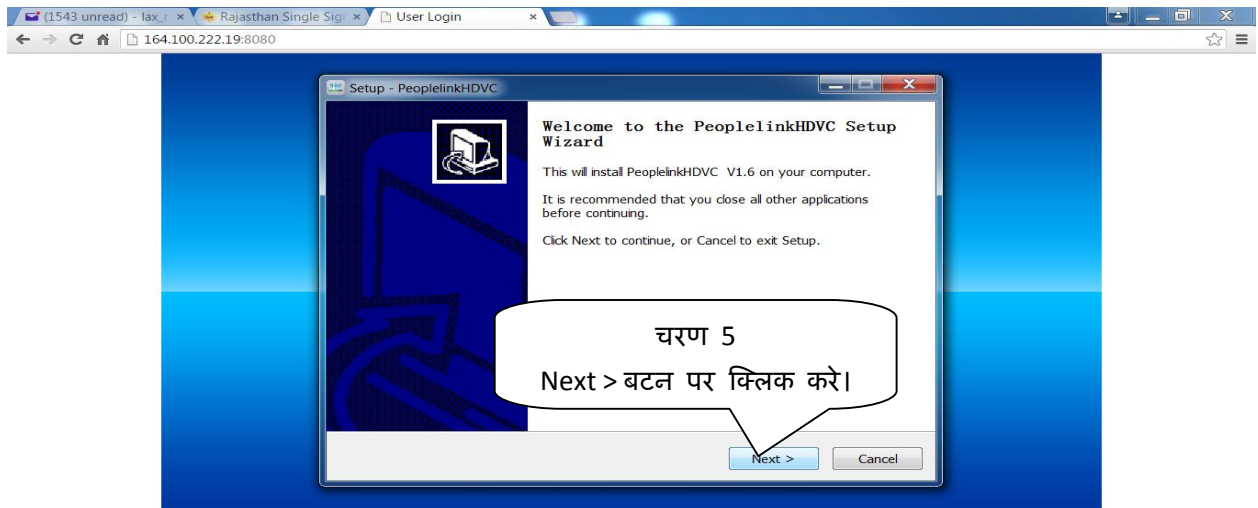 (1543 unread) - lax_r
Rajasthan Single Sig
User Login
164.100.222.19:8080
Setup - PeoplelinkHDVC
Welcome to the PeoplelinkHDVC Setup
Wizard
This will install PeoplelinkHDVC V1.6 on your computer.
It is recommended that you close all other applications
before continuing.
Click Next to continue, or Cancel to exit Setup.
चरण 5
Next > बटन पर क्लिक करे।
Next >
Cancel